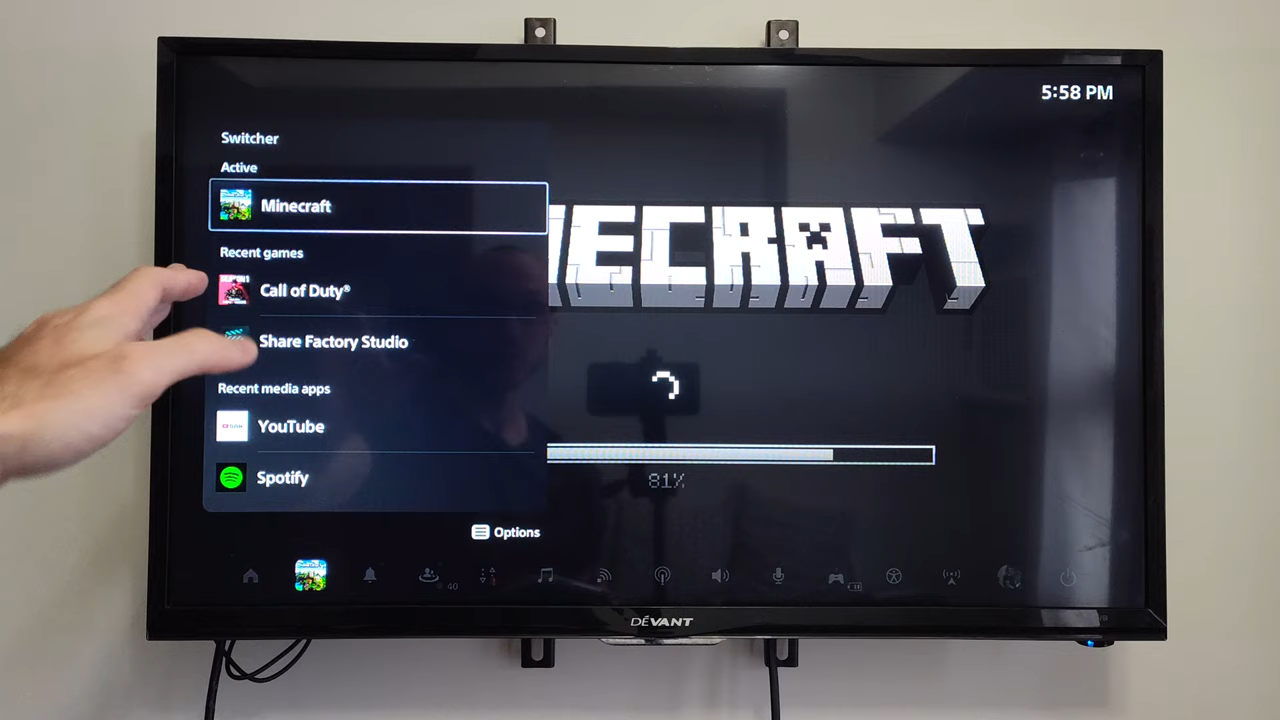 5:58 PM
Switcher
Active
Minecraft
Recent games
Call of Duty®
Share Factory Studio
Recent media apps
YouTube
Spotify
Options
ECRAFT
81%
40
DEVANT